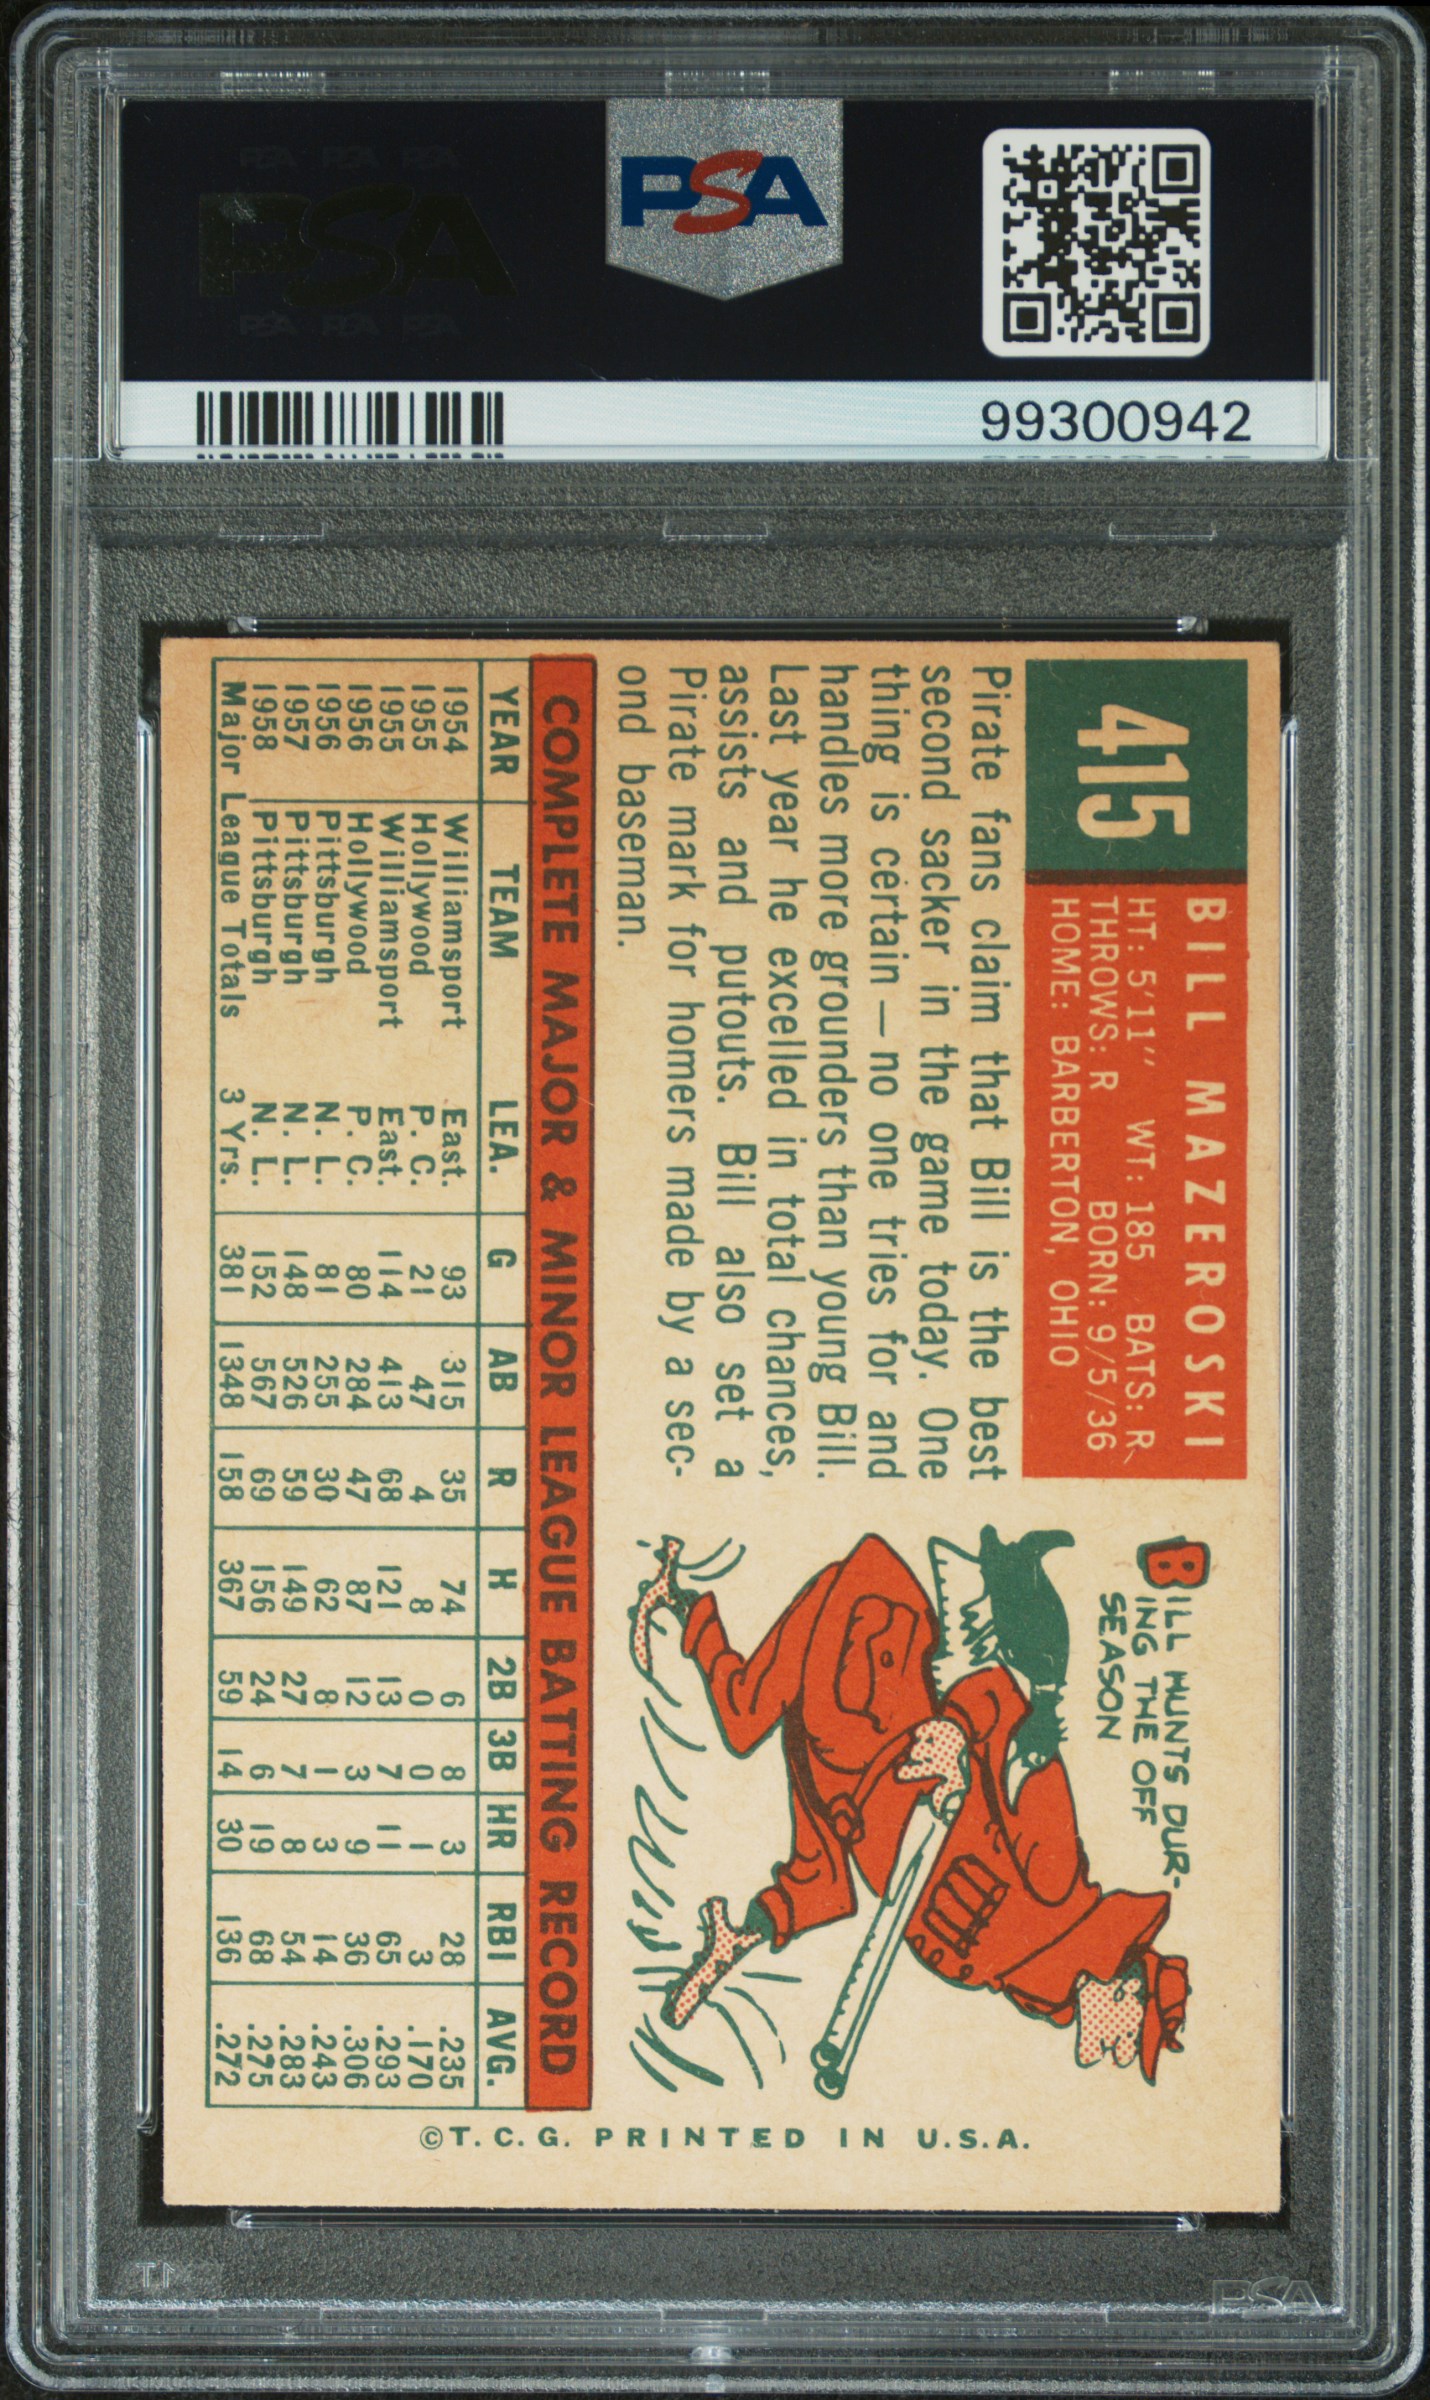 PSA PSA PSA
PSA
PSA PSA PSA
PSA
99300942
415
BILL MAZEROSKI
HT: 5'11" WT: 185 BATS: R
THROWS: R BORN: 9/5/36
HOME: BARBERTON, OHIO
Pirate fans claim that Bill is the best
second sacker in the game today. One
thing is certain—no one tries for and
handles more grounders than young Bill.
Last year he excelled in total chances,
assists and putouts. Bill also set a
Pirate mark for homers made by a sec-
ond baseman.
BILL HUNTS DUR-
ING THE OFF
SEASON
COMPLETE MAJOR & MINOR LEAGUE BATTING RECORD
YEAR TEAM LEA. G AB R H 2B 3B HR RBI AVG.
1954 Williamsport East. 93 315 35 74 6 8 3 28 .235
1955 Hollywood P. C. 21 47 4 8 0 0 1 3 .170
1955 Williamsport East. 114 413 68 121 13 7 11 65 .293
1956 Hollywood P. C. 80 284 47 87 12 3 9 36 .306
1956 Pittsburgh N. L. 81 255 30 62 8 1 3 14 .243
1957 Pittsburgh N. L. 148 526 59 149 27 7 8 54 .283
1958 Pittsburgh N. L. 152 567 69 156 24 6 19 68 .275
Major League Totals 3 Yrs. 381 1348 158 367 59 14 30 136 .272
©T. C. G. PRINTED IN U.S.A.
PSA